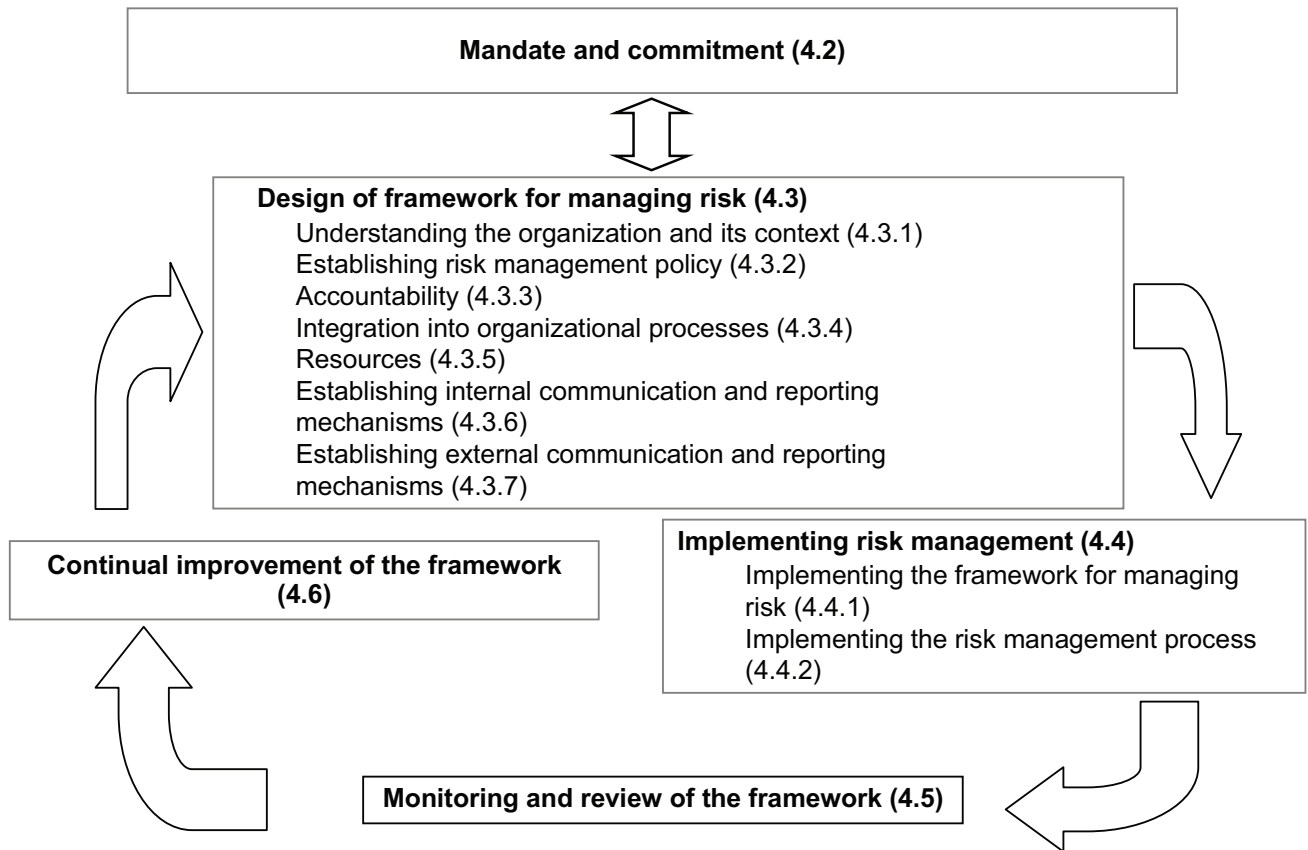 Mandate and commitment (4.2)
Design of framework for managing risk (4.3)
Understanding the organization and its context (4.3.1)
Establishing risk management policy (4.3.2)
Accountability (4.3.3)
Integration into organizational processes (4.3.4)
Resources (4.3.5)
Establishing internal communication and reporting
mechanisms (4.3.6)
Establishing external communication and reporting
mechanisms (4.3.7)
Implementing risk management (4.4)
Implementing the framework for managing
risk (4.4.1)
Implementing the risk management process
(4.4.2)
Continual improvement of the framework
(4.6)
Monitoring and review of the framework (4.5)